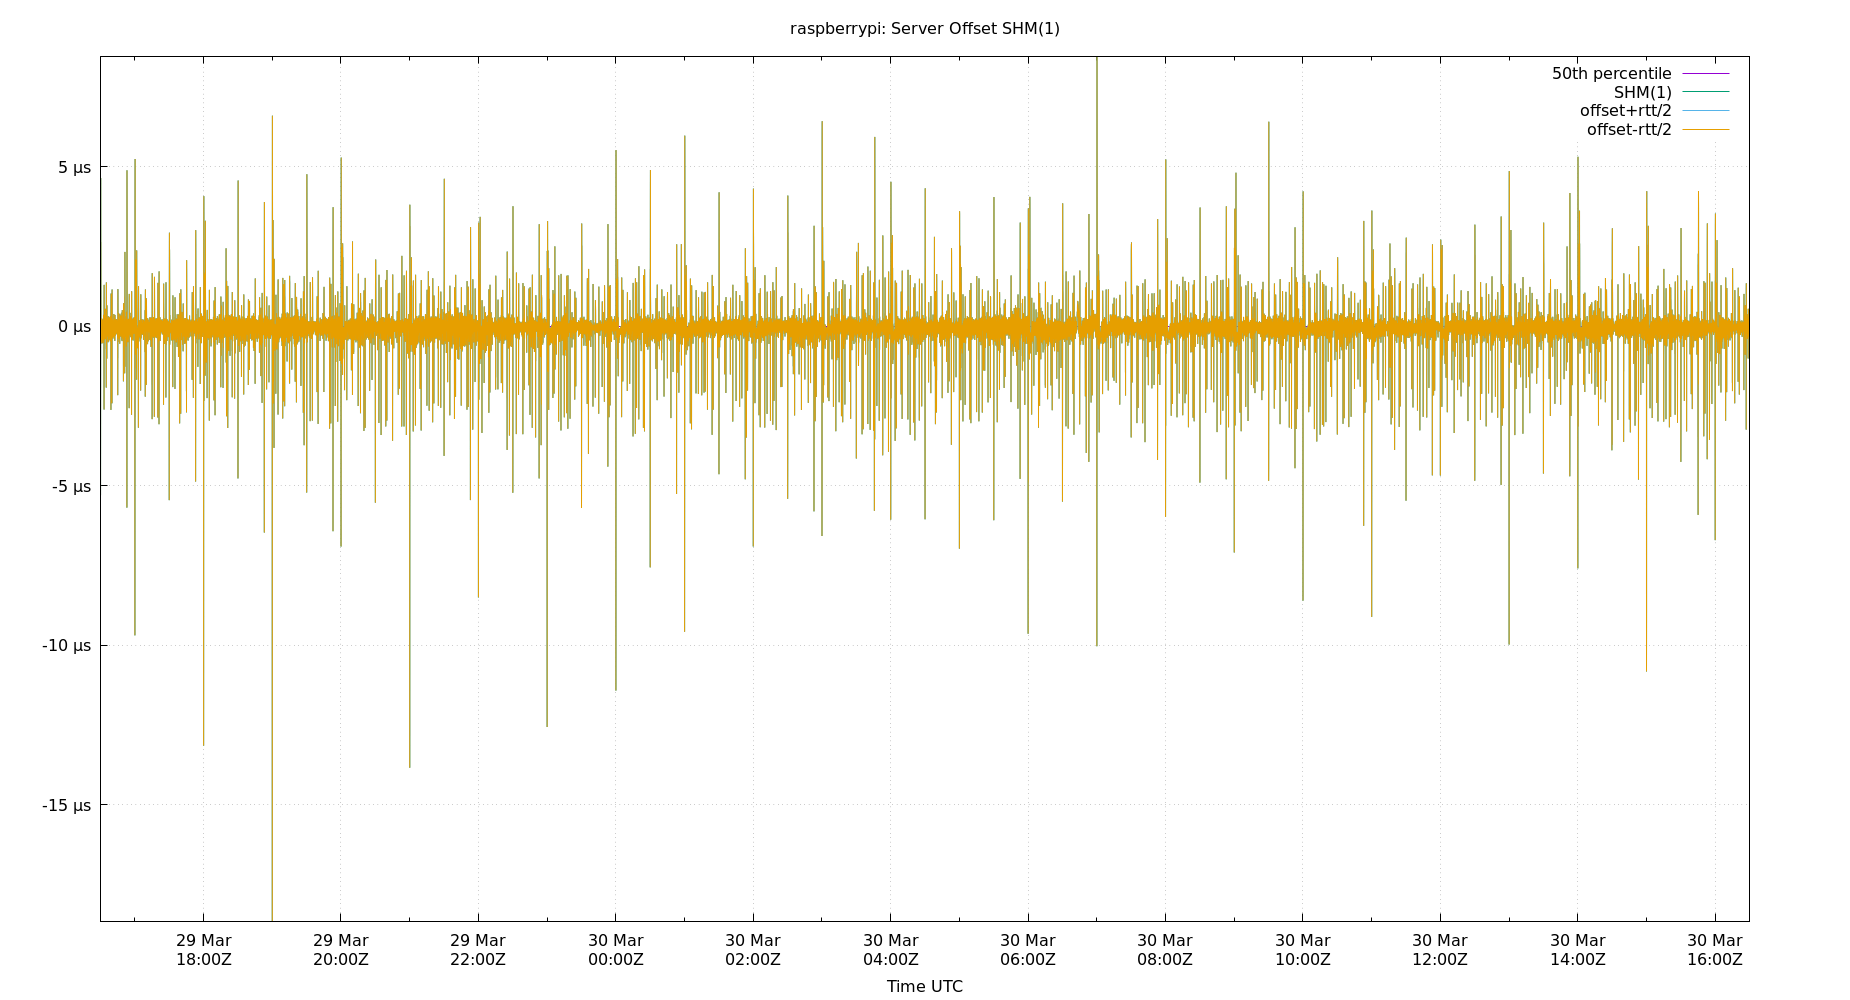 raspberrypi: Server Offset SHM(1)
50th percentile
SHM(1)
offset+rtt/2
offset-rtt/2
5 µs
0 µs
-5 µs
-10 µs
-15 µs
29 Mar 29 Mar 29 Mar 30 Mar 30 Mar 30 Mar 30 Mar 30 Mar 30 Mar 30 Mar 30 Mar 30 Mar
18:00Z 20:00Z 22:00Z 00:00Z 02:00Z 04:00Z 06:00Z 08:00Z 10:00Z 12:00Z 14:00Z 16:00Z
Time UTC